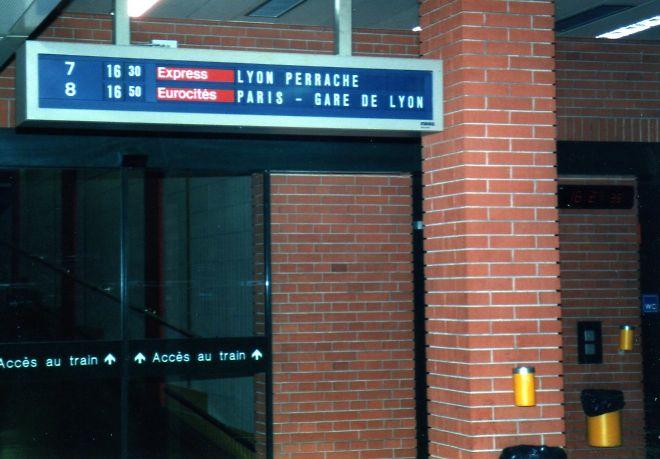 7 16 30 Express LYON PERRACHE
8 16 50 Eurocités PARIS - GARE DE LYON
Accès au train ↑ ↑ Accès au train ↑
WC